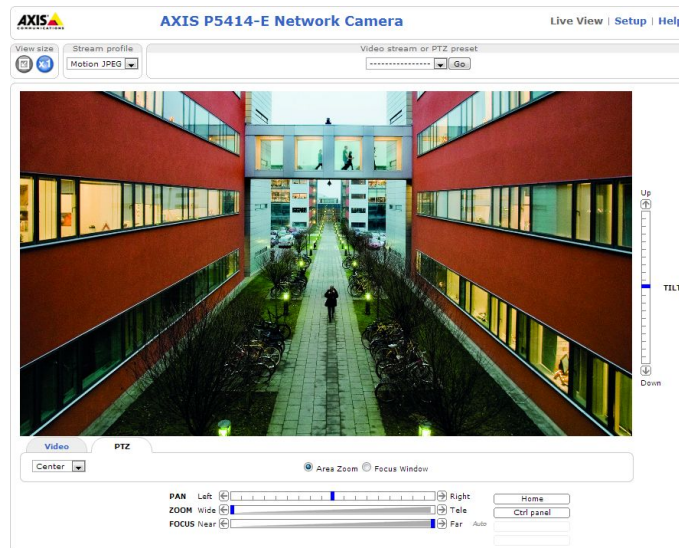 AXIS
COMMUNICATIONS
AXIS P5414-E Network Camera
Live View | Setup | Help
View size
Stream profile
Video stream or PTZ preset
x1
Motion JPEG
----------------
Go
Up
TILT
Down
Video
PTZ
Center
Area Zoom
Focus Window
PAN Left Right
Home
ZOOM Wide Tele
Ctrl panel
FOCUS Near Far Auto